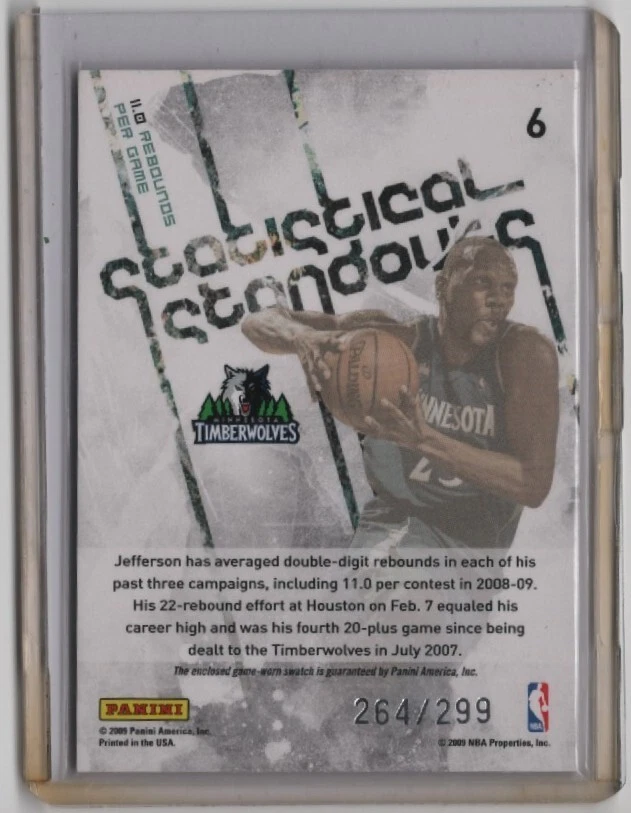 6
11.0 REBOUNDS
PER GAME
statistical
standouts
MINNESOTA
TIMBERWOLVES
SPALDING
MINNESOTA
Jefferson has averaged double-digit rebounds in each of his
past three campaigns, including 11.0 per contest in 2008-09.
His 22-rebound effort at Houston on Feb. 7 equaled his
career high and was his fourth 20-plus game since being
dealt to the Timberwolves in July 2007.
The enclosed game-worn swatch is guaranteed by Panini America, Inc.
PANINI
264/299
NBA
© 2009 Panini America, Inc.
Printed in the USA.
© 2009 NBA Properties, Inc.